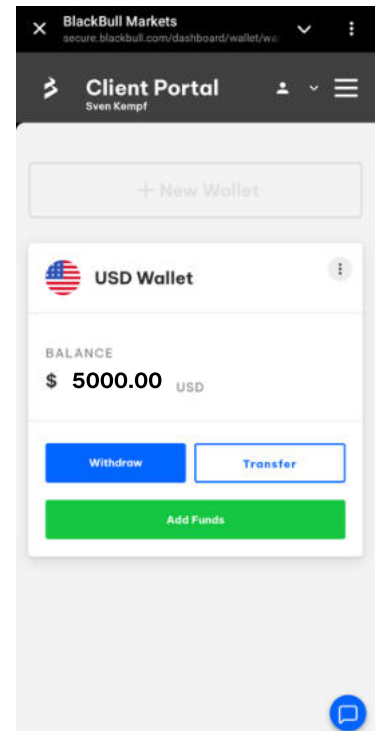 BlackBull Markets
secure.blackbull.com/dashboard/wallet/wa
Client Portal
Sven Kempf
+ New Wallet
USD Wallet
BALANCE
$ 5000.00 USD
Withdraw
Transfer
Add Funds